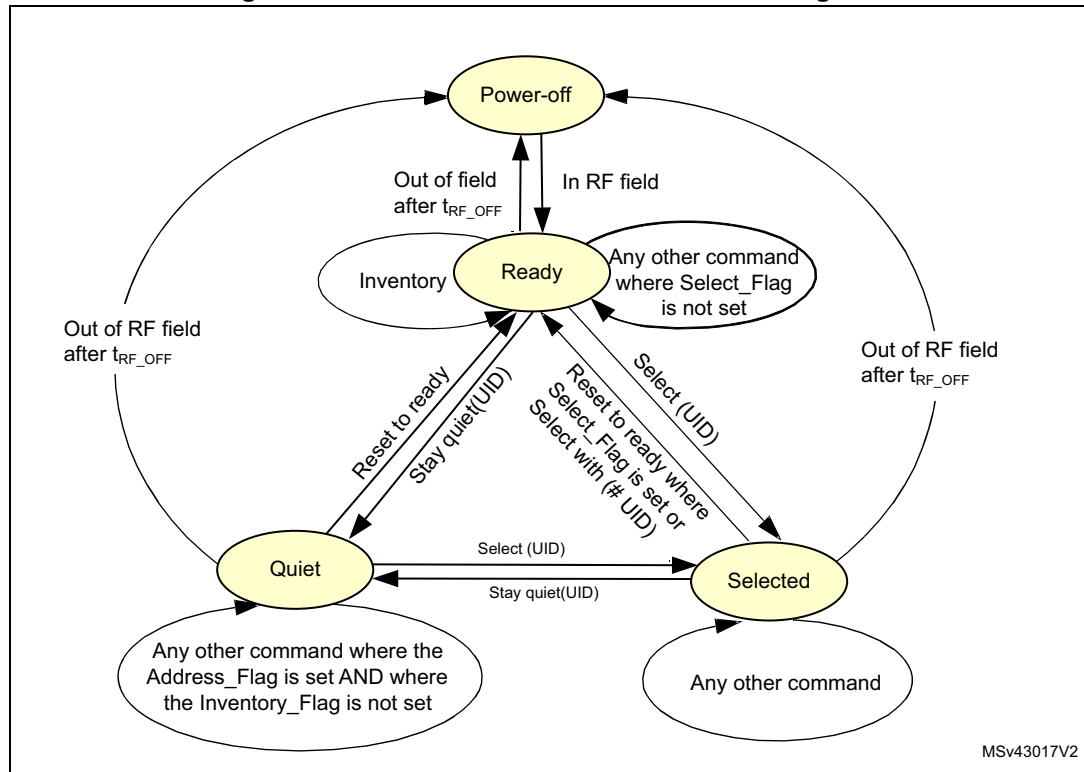 Power-off
Out of field
after tRF_OFF
In RF field
Inventory
Ready
Any other command
where Select_Flag
is not set
Out of RF field
after tRF_OFF
Out of RF field
after tRF_OFF
Reset to ready
Stay quiet(UID)
Select (UID)
Reset to ready where
Select_Flag is set or
Select with (# UID)
Quiet
Select (UID)
Stay quiet(UID)
Selected
Any other command where the
Address_Flag is set AND where
the Inventory_Flag is not set
Any other command
MSv43017V2